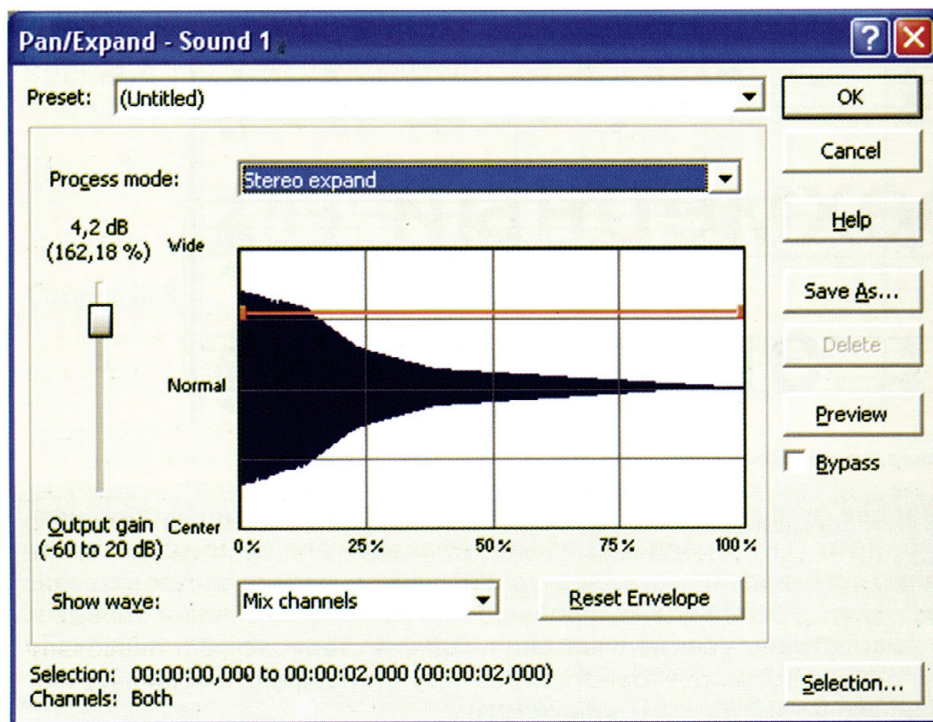 Pan/Expand - Sound 1
Preset: (Untitled)
OK
Cancel
Help
Save As...
Delete
Preview
Bypass
Process mode: Stereo expand
4,2 dB
(162,18 %)
Wide
Normal
Center
Output gain
(-60 to 20 dB)
0 % 25 % 50 % 75 % 100 %
Show wave: Mix channels
Reset Envelope
Selection: 00:00:00,000 to 00:00:02,000 (00:00:02,000)
Channels: Both
Selection...